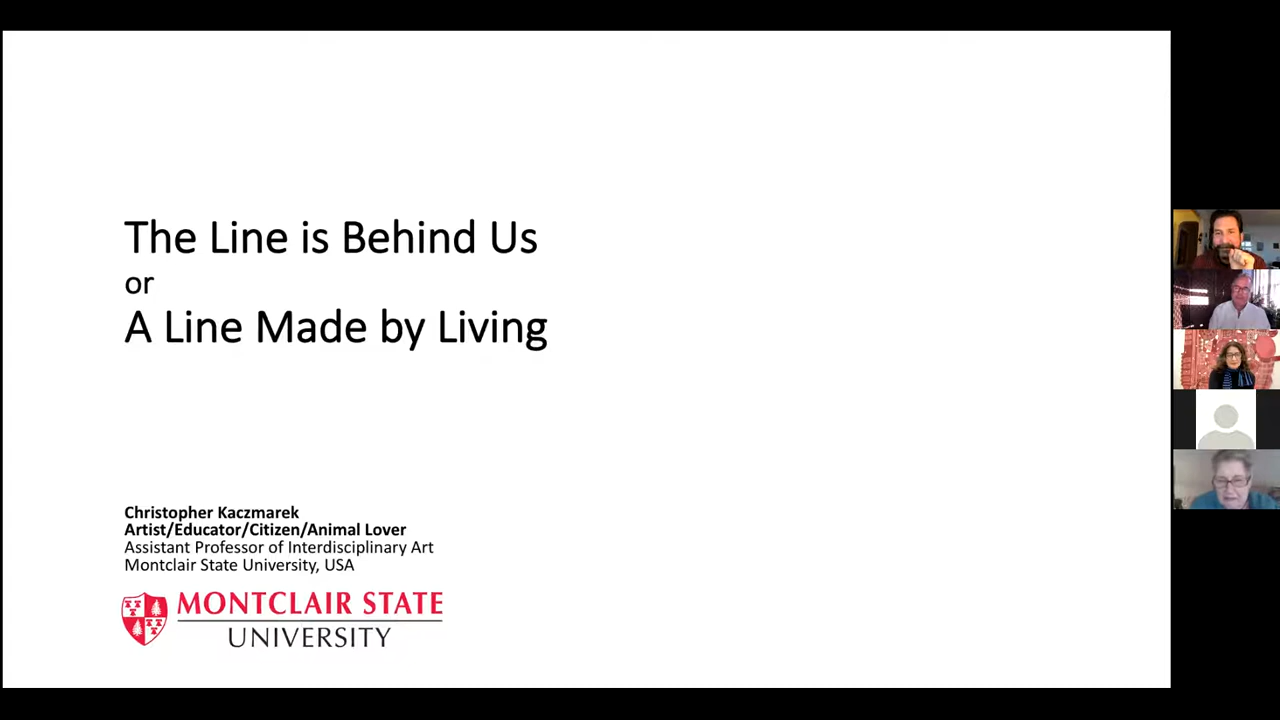 The Line is Behind Us
or
A Line Made by Living
Christopher Kaczmarek
Artist/Educator/Citizen/Animal Lover
Assistant Professor of Interdisciplinary Art
Montclair State University, USA
MONTCLAIR STATE
UNIVERSITY